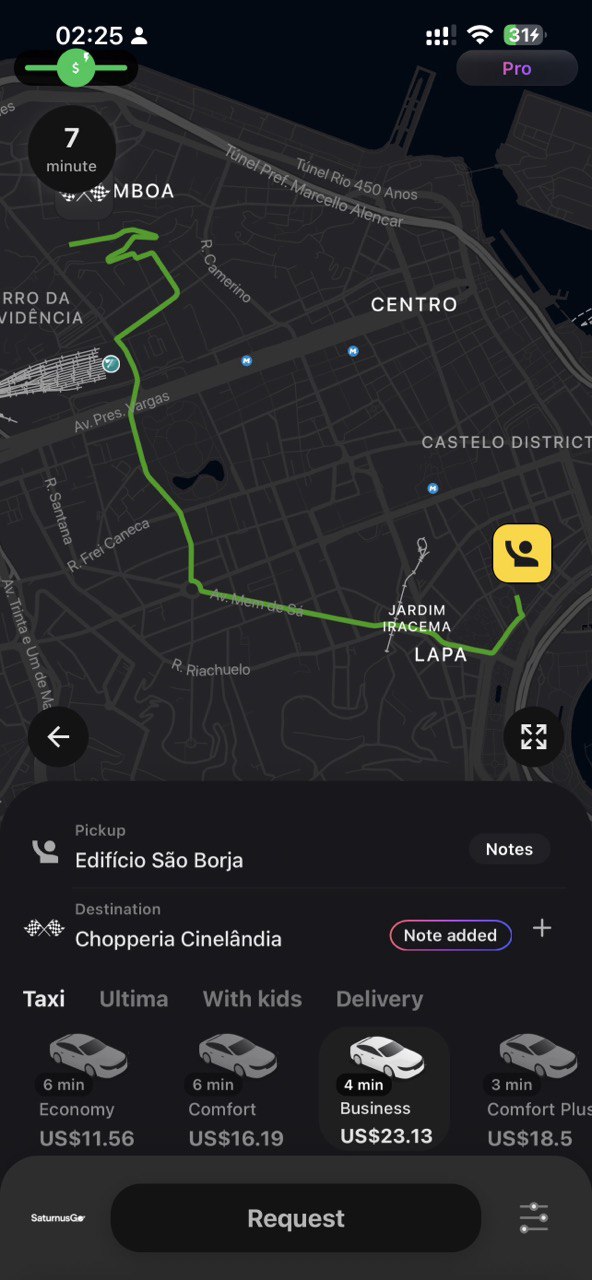 02:25
31
$
Pro
es
7
minute
MBOA
Túnel Rio 450 Anos
Túnel Pref. Marcello Alencar
R. Camerino
RRO DA
VIDÊNCIA
CENTRO
M
M
Av. Pres. Vargas
CASTELO DISTRICT
M
R. Santana
R. Frei Caneca
Av. Mem de Sá
JARDIM
IRACEMA
LAPA
Av. Trinta e Um de Ma
R. Riachuelo
Pickup
Edifício São Borja
Notes
Destination
Chopperia Cinelândia
Note added
Taxi Ultima With kids Delivery
6 min 6 min 4 min 3 min
Economy Comfort Business Comfort Plus
US$11.56 US$16.19 US$23.13 US$18.5
SaturnusGo
Request